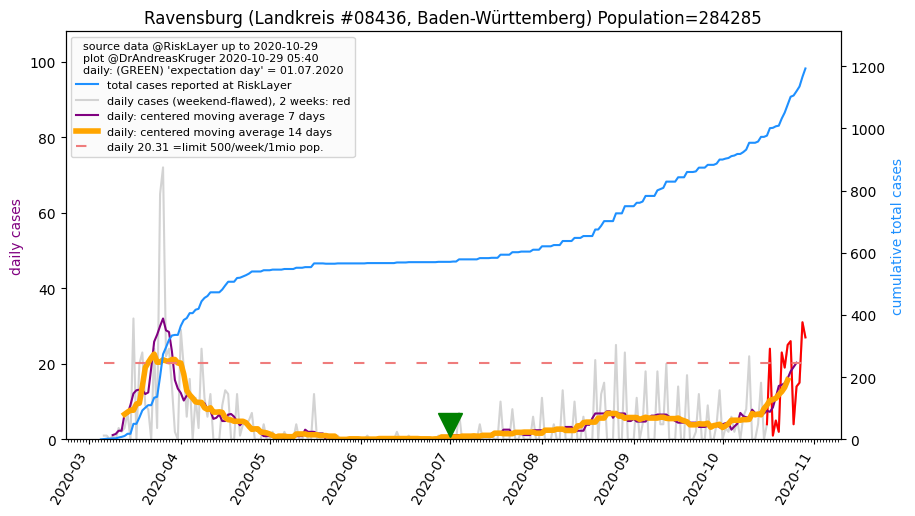 Ravensburg (Landkreis #08436, Baden-Württemberg) Population=284285
source data @RiskLayer up to 2020-10-29
plot @DrAndreasKruger 2020-10-29 05:40
daily: (GREEN) 'expectation day' = 01.07.2020
total cases reported at RiskLayer
daily cases (weekend-flawed), 2 weeks: red
daily: centered moving average 7 days
daily: centered moving average 14 days
daily 20.31 =limit 500/week/1mio pop.
daily cases
100
80
60
40
20
0
cumulative total cases
1200
1000
800
600
400
200
0
2020-03
2020-04
2020-05
2020-06
2020-07
2020-08
2020-09
2020-10
2020-11